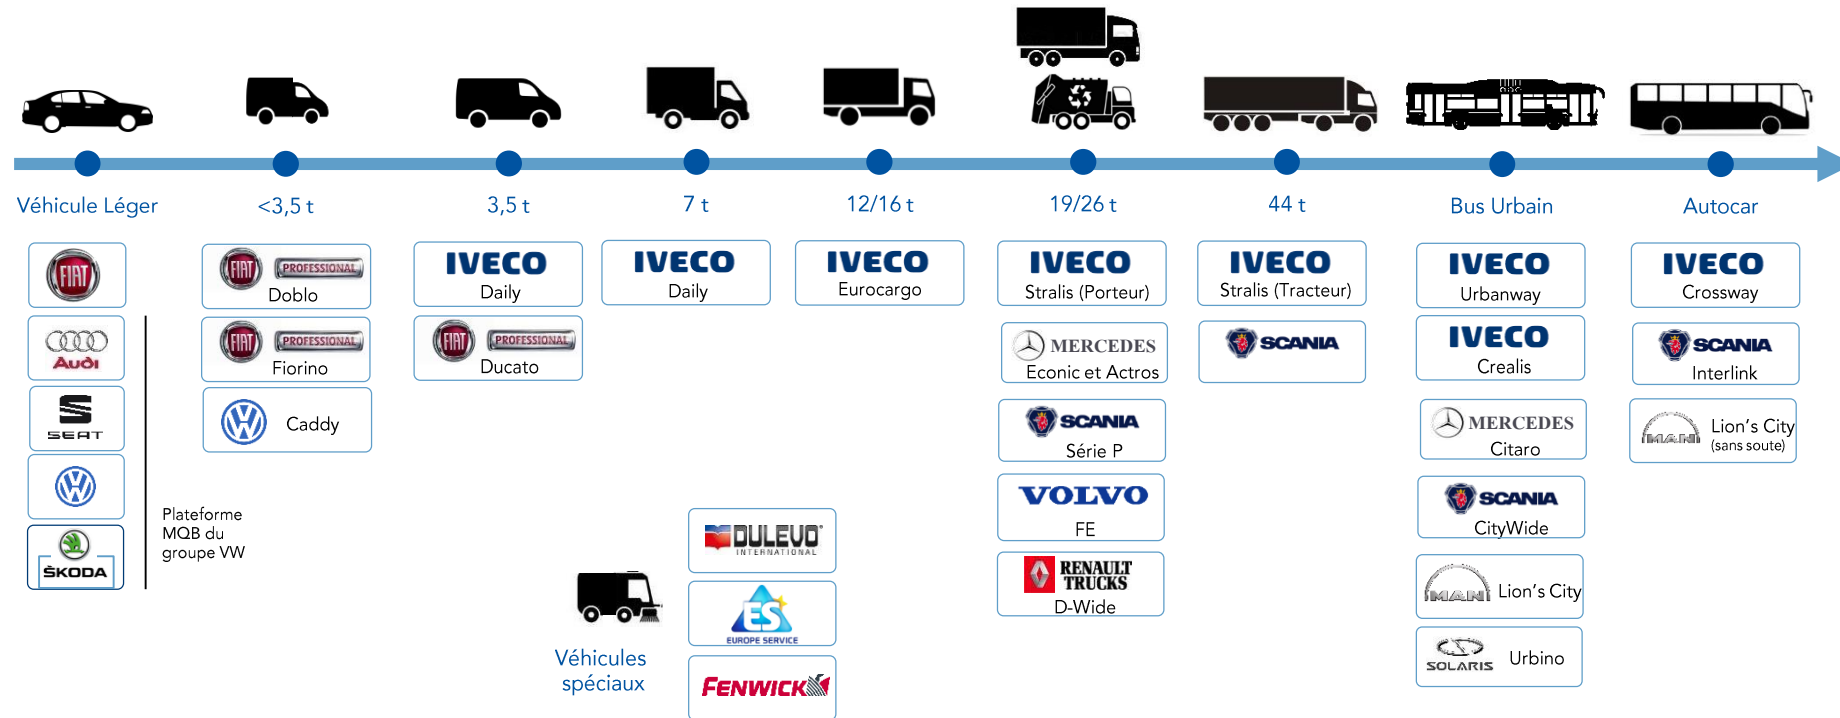 Véhicule Léger
<3,5 t
3,5 t
7 t
12/16 t
19/26 t
44 t
Bus Urbain
Autocar
FIAT
Audi
SEAT
ŠKODA
Plateforme
MQB du
groupe VW
FIAT PROFESSIONAL
Doblo
FIAT PROFESSIONAL
Fiorino
Caddy
IVECO
Daily
FIAT PROFESSIONAL
Ducato
IVECO
Daily
IVECO
Eurocargo
IVECO
Stralis (Porteur)
MERCEDES
Econic et Actros
SCANIA
Série P
VOLVO
FE
RENAULT
TRUCKS
D-Wide
IVECO
Stralis (Tracteur)
SCANIA
IVECO
Urbanway
IVECO
Crealis
MERCEDES
Citaro
SCANIA
CityWide
MAN Lion's City
SOLARIS Urbino
IVECO
Crossway
SCANIA
Interlink
MAN Lion's City
(sans soute)
Véhicules
spéciaux
DULEVO
INTERNATIONAL
ES
EUROPE SERVICE
FENWICK